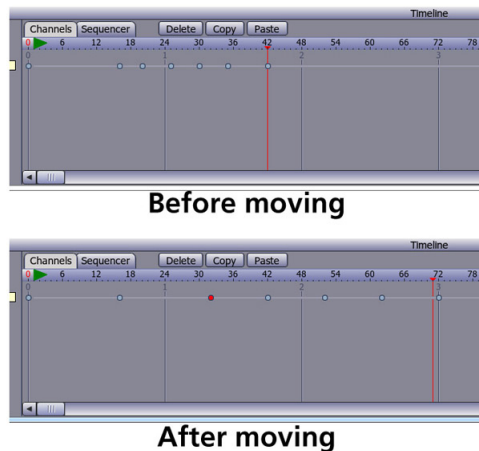 Timeline
Channels Sequencer Delete Copy Paste
0 6 12 18 24 30 36 42 48 54 60 66 72 78
0 1 2 3
Before moving
Timeline
Channels Sequencer Delete Copy Paste
0 6 12 18 24 30 36 42 48 54 60 66 72 78
0 1 2 3
After moving